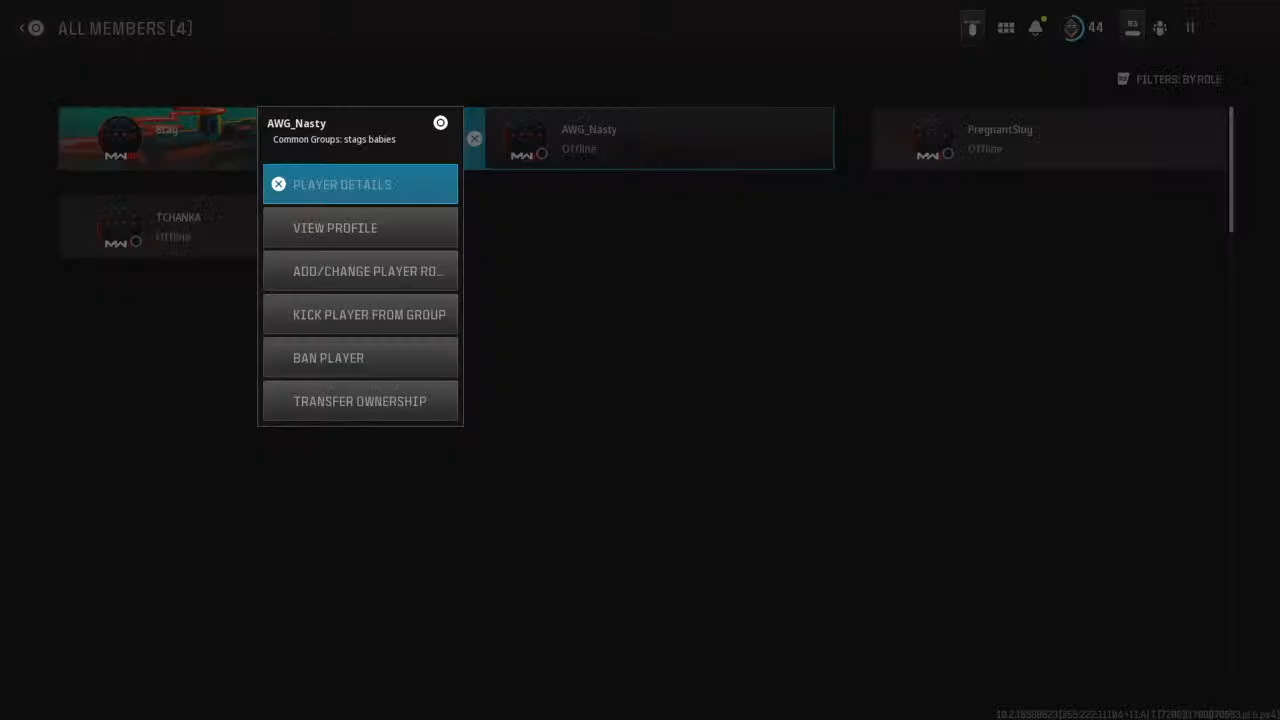 ALL MEMBERS [4]
44
R3
FILTERS: BY ROLE
Stag
AWG_Nasty
Common Groups: stags babies
PLAYER DETAILS
VIEW PROFILE
ADD/CHANGE PLAYER RO...
KICK PLAYER FROM GROUP
BAN PLAYER
TRANSFER OWNERSHIP
AWG_Nasty
Offline
PregnantSlug
Offline
TCHANKA
Offline